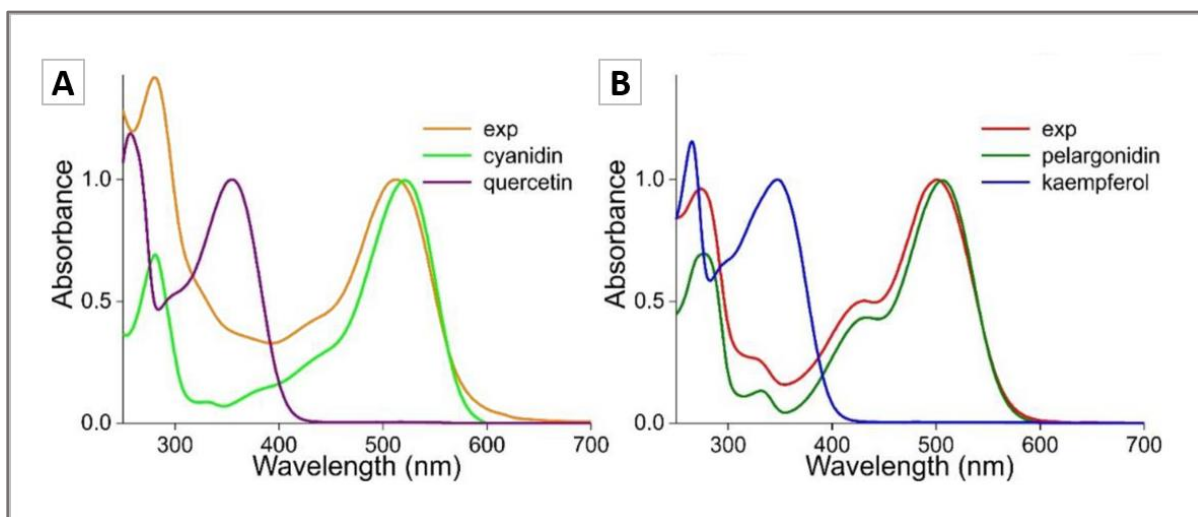 A
exp
cyanidin
quercetin
Absorbance
1.0
0.5
0.0
300 400 500 600 700
Wavelength (nm)
B
exp
pelargonidin
kaempferol
Absorbance
1.0
0.5
0.0
300 400 500 600 700
Wavelength (nm)